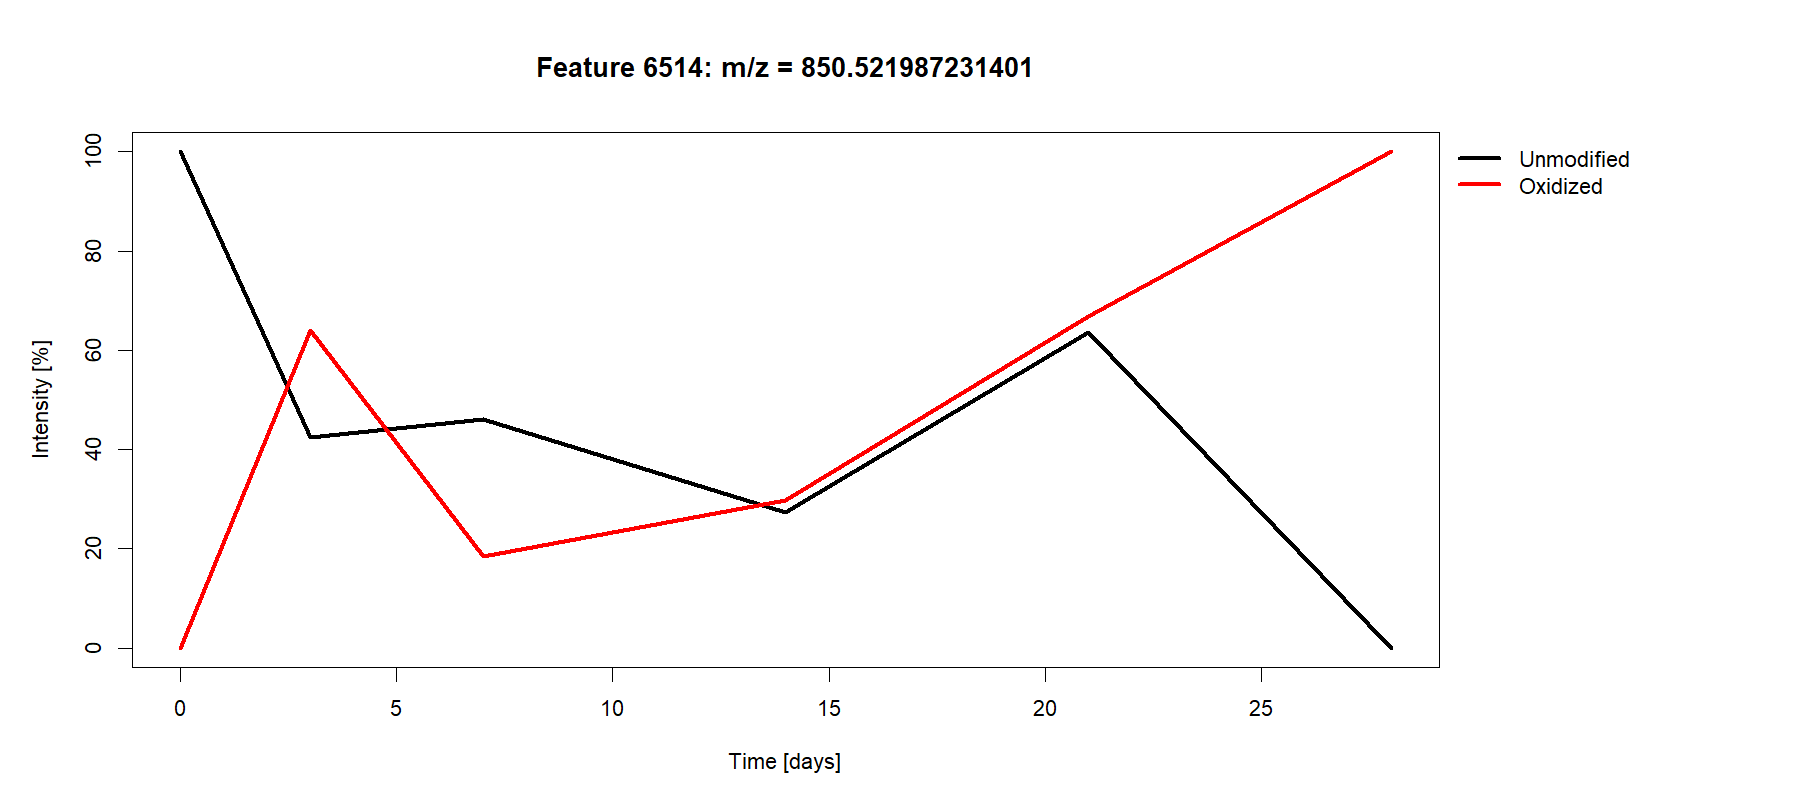 Feature 6514: m/z = 850.521987231401
Unmodified
Oxidized
Intensity [%]
100
80
60
40
20
0
0 5 10 15 20 25
Time [days]